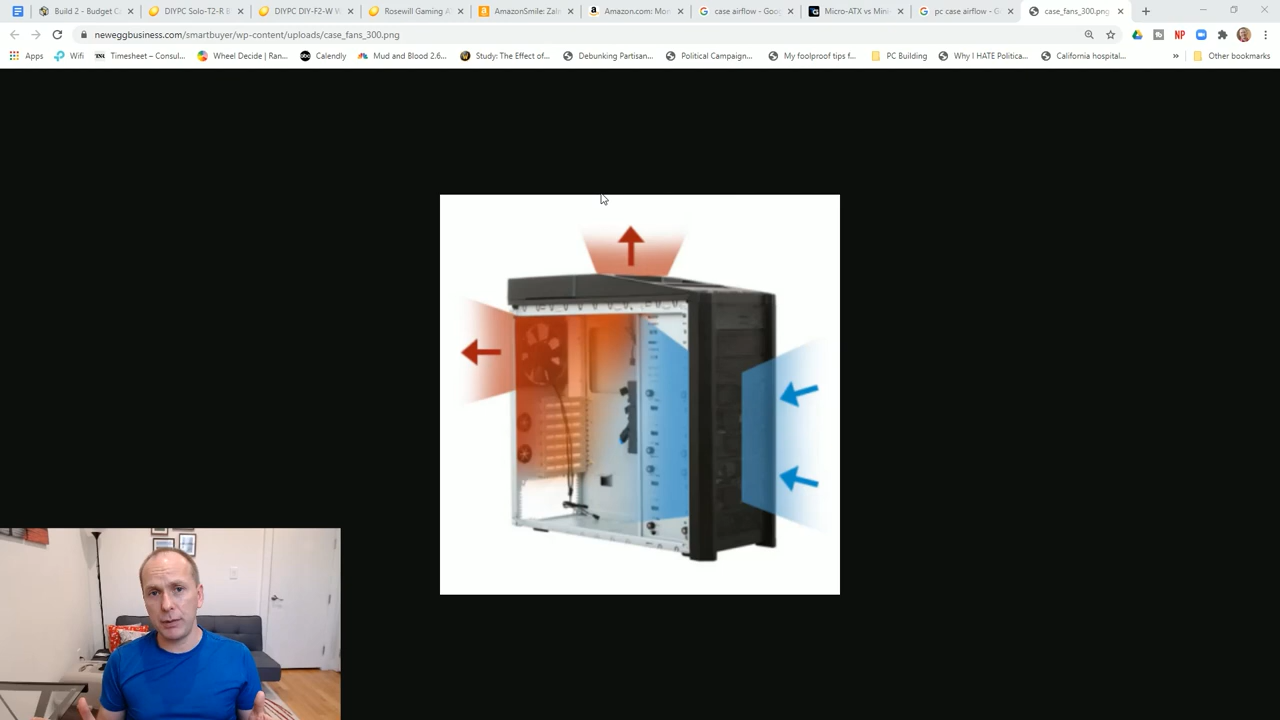 Build 2 - Budget C
DIYPC Solo-T2-R B
DIYPC DIY-F2-W W
Rosewill Gaming A
AmazonSmile: Zal
Amazon.com: Mon
case airflow - Goo
Micro-ATX vs Mini-
pc case airflow - G
case_fans_300.png
neweggbusiness.com/smartbuyer/wp-content/uploads/case_fans_300.png
NP
Apps
Wifi
Timesheet – Consul...
Wheel Decide | Ran...
Calendly
Mud and Blood 2.6...
Study: The Effect of...
Debunking Partisan...
Political Campaign...
My foolproof tips f...
PC Building
Why I HATE Politica...
California hospital...
»
Other bookmarks